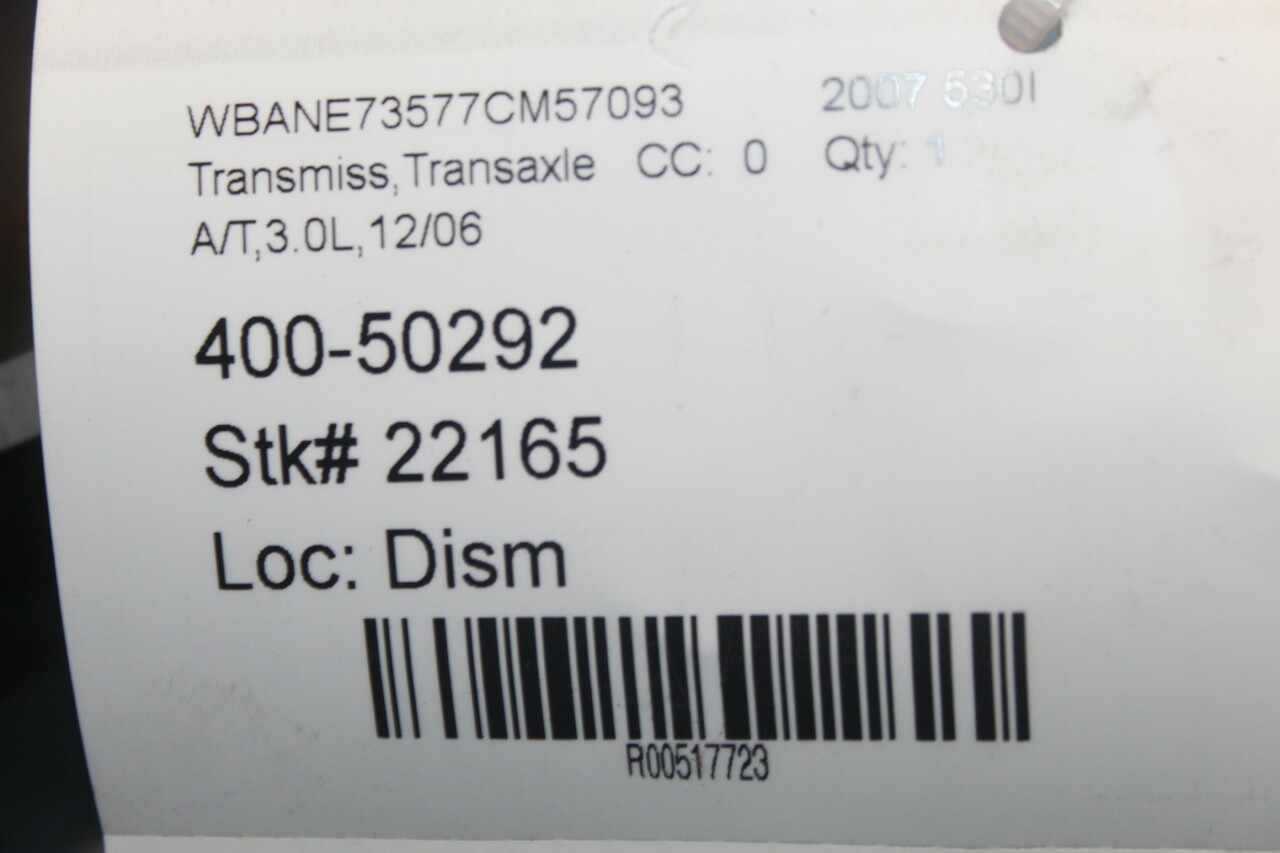 WBANE73577CM57093 2007 530I
Transmiss,Transaxle CC: 0 Qty: 1
A/T,3.0L,12/06
400-50292
Stk# 22165
Loc: Dism
R00517723